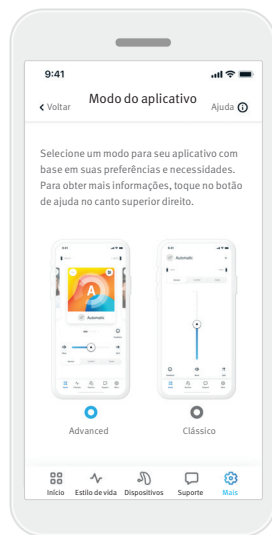 9:41
Voltar
Modo do aplicativo
Ajuda
Selecione um modo para seu aplicativo com
base em suas preferências e necessidades.
Para obter mais informações, toque no botão
de ajuda no canto superior direito.
A
Automatic
Automatic
Advanced
Clássico
Início Estilo de vida Dispositivos Suporte Mais